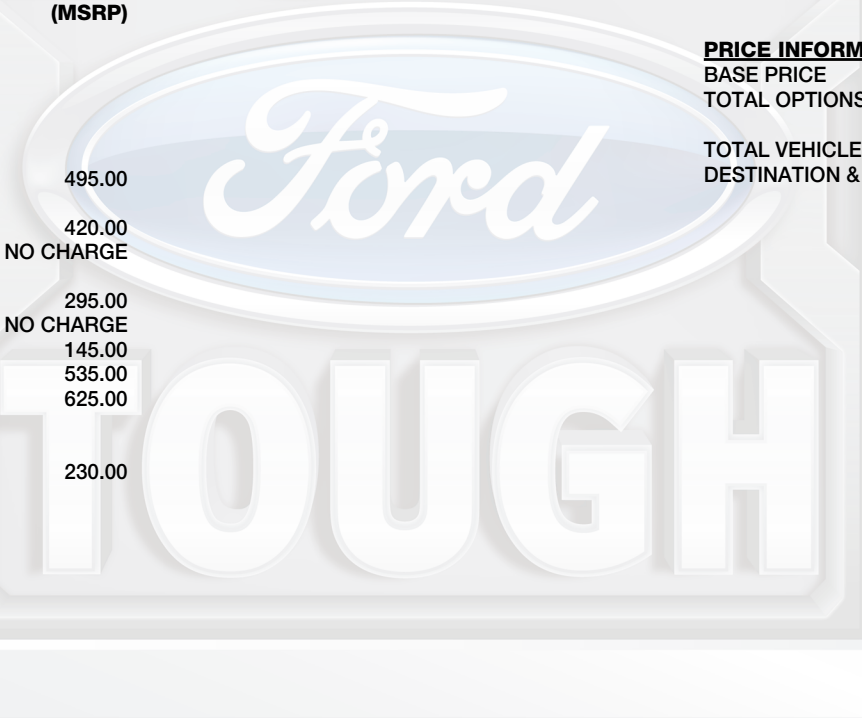 (MSRP)
495.00
420.00
NO CHARGE
295.00
NO CHARGE
145.00
535.00
625.00
230.00
PRICE INFORM
BASE PRICE
TOTAL OPTIONS
TOTAL VEHICLE
DESTINATION &
Ford
TOUGH